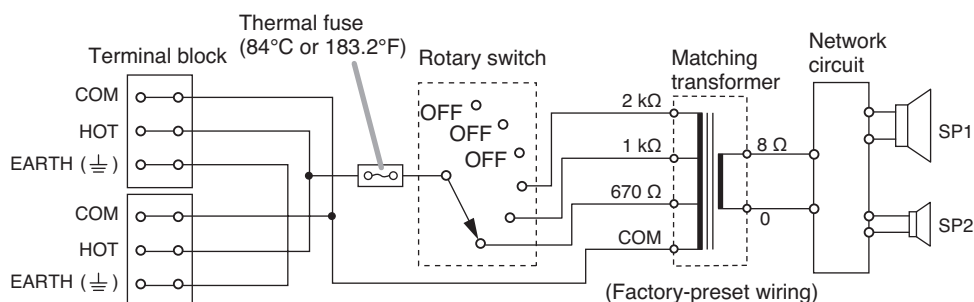 Thermal fuse
(84°C or 183.2°F)
Terminal block
Rotary switch
Matching
transformer
Network
circuit
COM
HOT
EARTH (⏚)
COM
HOT
EARTH (⏚)
OFF
OFF
OFF
2 kΩ
1 kΩ
670 Ω
COM
8 Ω
0
SP1
SP2
(Factory-preset wiring)